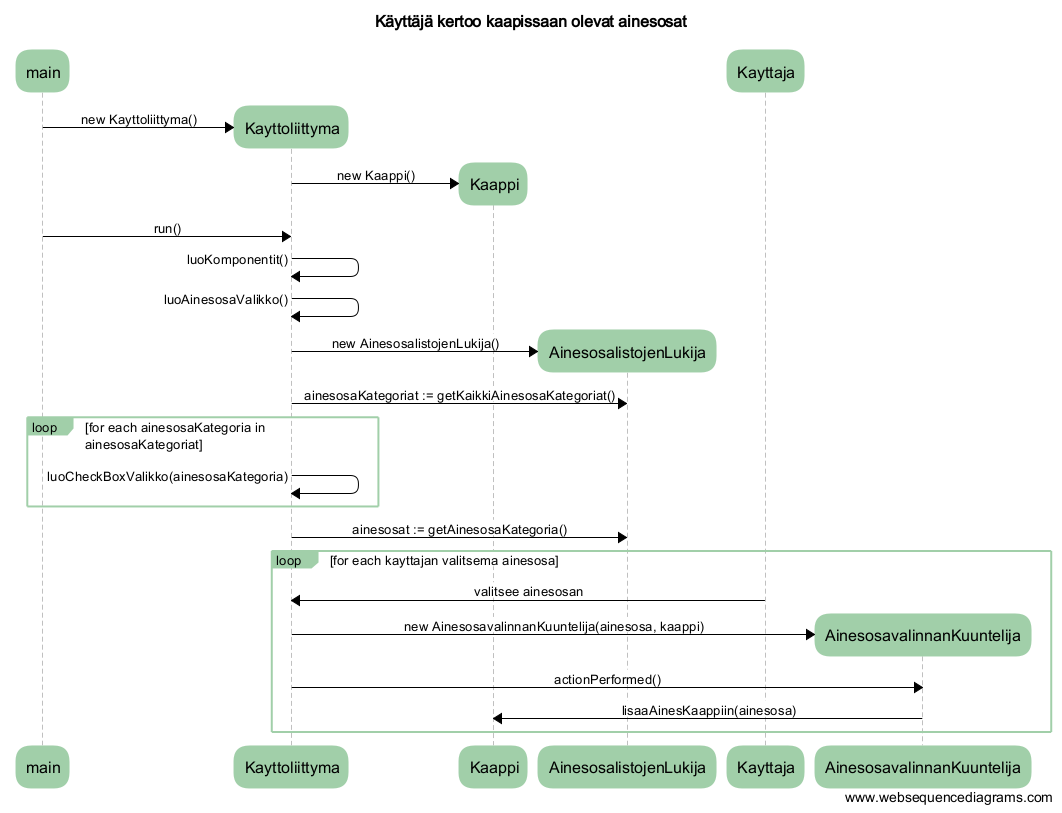 Käyttäjä kertoo kaapissaan olevat ainesosat
main
Kayttaja
new Kayttoliittyma()
Kayttoliittyma
new Kaappi()
Kaappi
run()
luoKomponentit()
luoAinesosaValikko()
new AinesosalistojenLukija()
AinesosalistojenLukija
ainesosaKategoriat := getKaikkiAinesosaKategoriat()
loop
[for each ainesosaKategoria in
ainesosaKategoriat]
luoCheckBoxValikko(ainesosaKategoria)
ainesosat := getAinesosaKategoria()
loop
[for each kayttajan valitsema ainesosa]
valitsee ainesosan
new AinesosavalinnanKuuntelija(ainesosa, kaappi)
AinesosavalinnanKuuntelija
actionPerformed()
lisaaAinesKaappiin(ainesosa)
main
Kayttoliittyma
Kaappi
AinesosalistojenLukija
Kayttaja
AinesosavalinnanKuuntelija
www.websequencediagrams.com